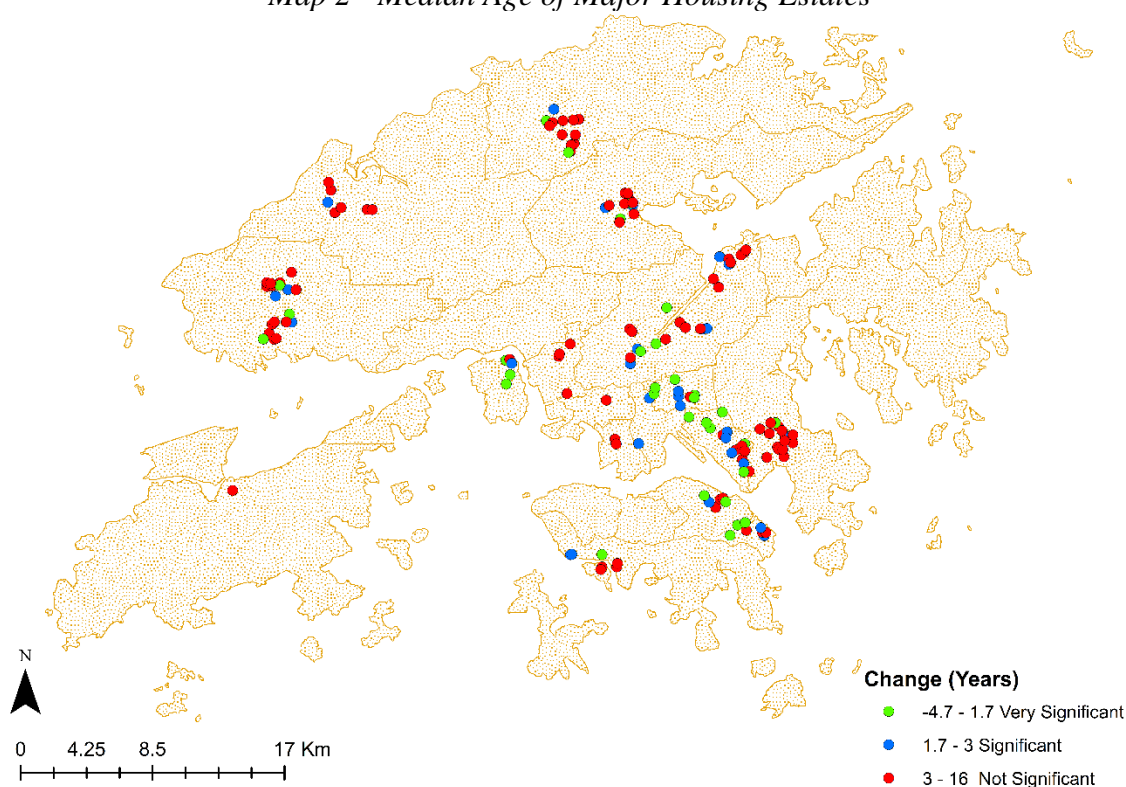 Map 2 - Median Age of Major Housing Estates
N
0 4.25 8.5 17 Km
Change (Years)
-4.7 - 1.7 Very Significant
1.7 - 3 Significant
3 - 16 Not Significant